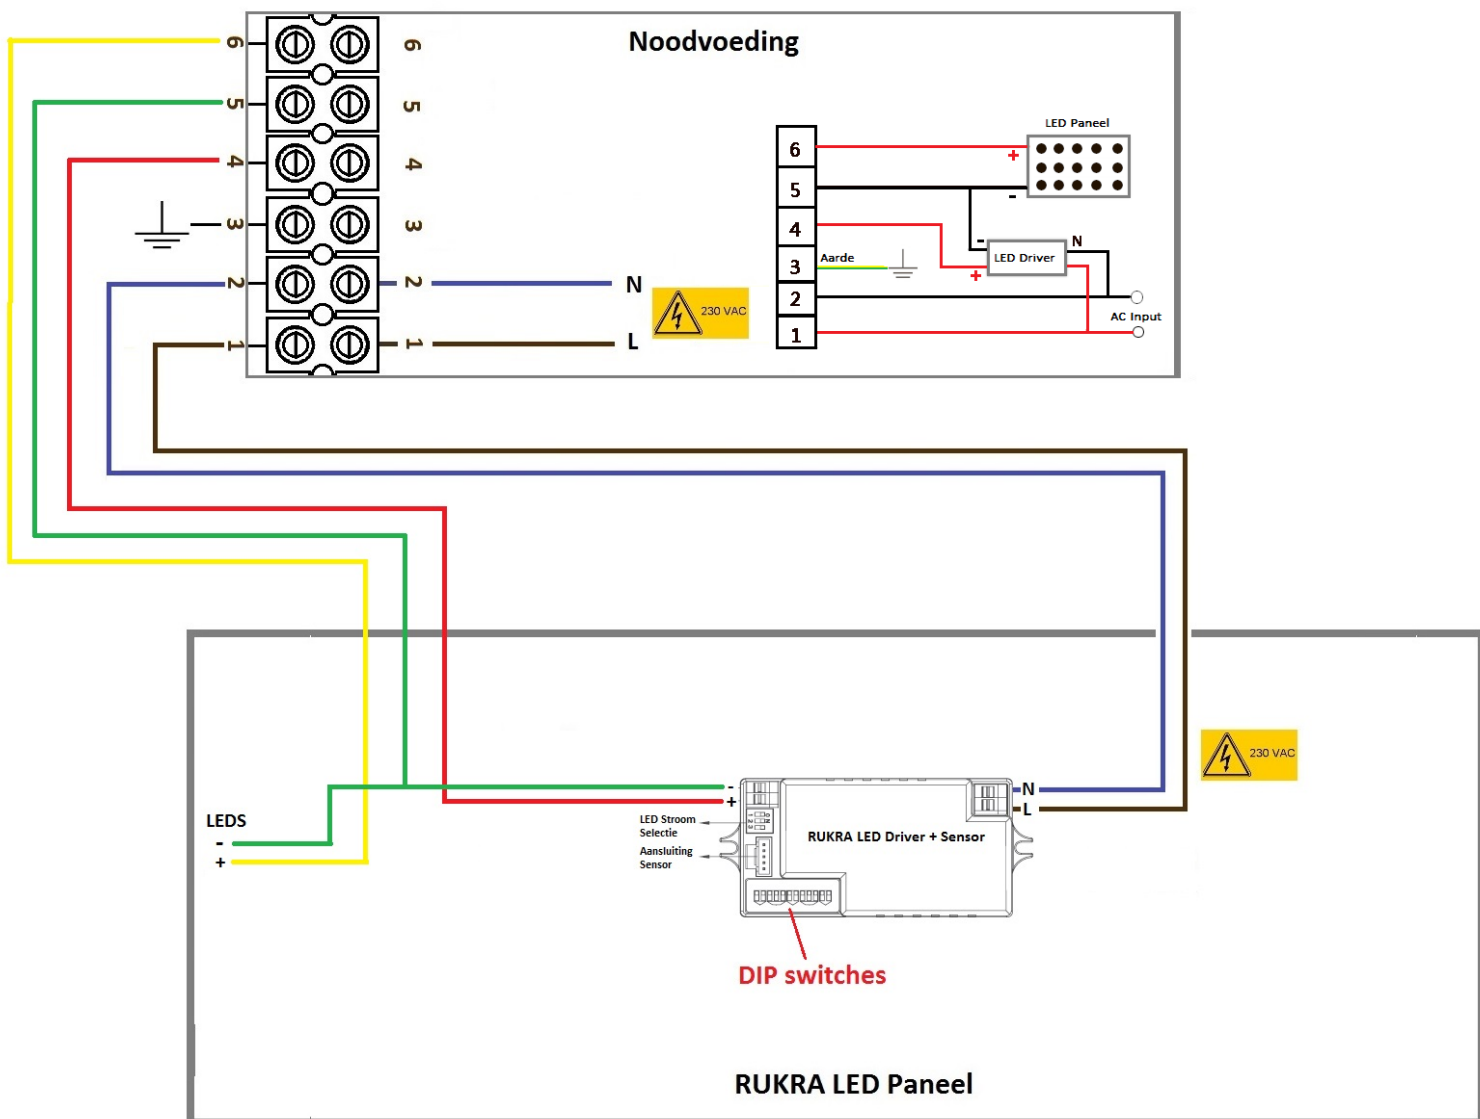 Noodvoeding
6 6
5 5
4 4
3 3
2 2 N
1 1 L
230 VAC
LED Paneel
6 +
5 -
4 - N
LED Driver
3 Aarde +
2
AC Input
1
230 VAC
- N
+ L
LED Stroom
Selectie
Aansluiting
Sensor
RUKRA LED Driver + Sensor
LEDS
-
+
DIP switches
RUKRA LED Paneel